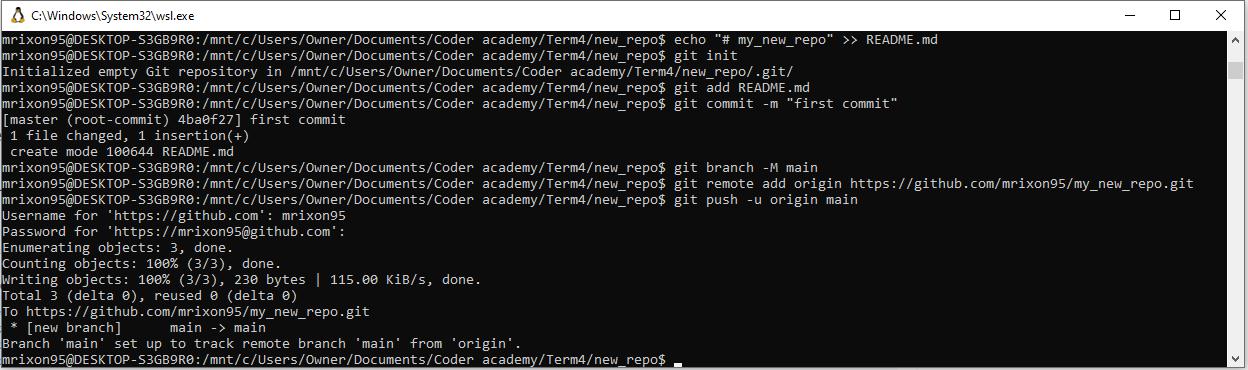 C:\Windows\System32\wsl.exe
mrixon95@DESKTOP-S3GB9R0:/mnt/c/Users/Owner/Documents/Coder academy/Term4/new_repo$ echo "# my_new_repo" >> README.md
mrixon95@DESKTOP-S3GB9R0:/mnt/c/Users/Owner/Documents/Coder academy/Term4/new_repo$ git init
Initialized empty Git repository in /mnt/c/Users/Owner/Documents/Coder academy/Term4/new_repo/.git/
mrixon95@DESKTOP-S3GB9R0:/mnt/c/Users/Owner/Documents/Coder academy/Term4/new_repo$ git add README.md
mrixon95@DESKTOP-S3GB9R0:/mnt/c/Users/Owner/Documents/Coder academy/Term4/new_repo$ git commit -m "first commit"
[master (root-commit) 4ba0f27] first commit
 1 file changed, 1 insertion(+)
 create mode 100644 README.md
mrixon95@DESKTOP-S3GB9R0:/mnt/c/Users/Owner/Documents/Coder academy/Term4/new_repo$ git branch -M main
mrixon95@DESKTOP-S3GB9R0:/mnt/c/Users/Owner/Documents/Coder academy/Term4/new_repo$ git remote add origin https://github.com/mrixon95/my_new_repo.git
mrixon95@DESKTOP-S3GB9R0:/mnt/c/Users/Owner/Documents/Coder academy/Term4/new_repo$ git push -u origin main
Username for 'https://github.com': mrixon95
Password for 'https://mrixon95@github.com':
Enumerating objects: 3, done.
Counting objects: 100% (3/3), done.
Writing objects: 100% (3/3), 230 bytes | 115.00 KiB/s, done.
Total 3 (delta 0), reused 0 (delta 0)
To https://github.com/mrixon95/my_new_repo.git
 * [new branch]      main -> main
Branch 'main' set up to track remote branch 'main' from 'origin'.
mrixon95@DESKTOP-S3GB9R0:/mnt/c/Users/Owner/Documents/Coder academy/Term4/new_repo$